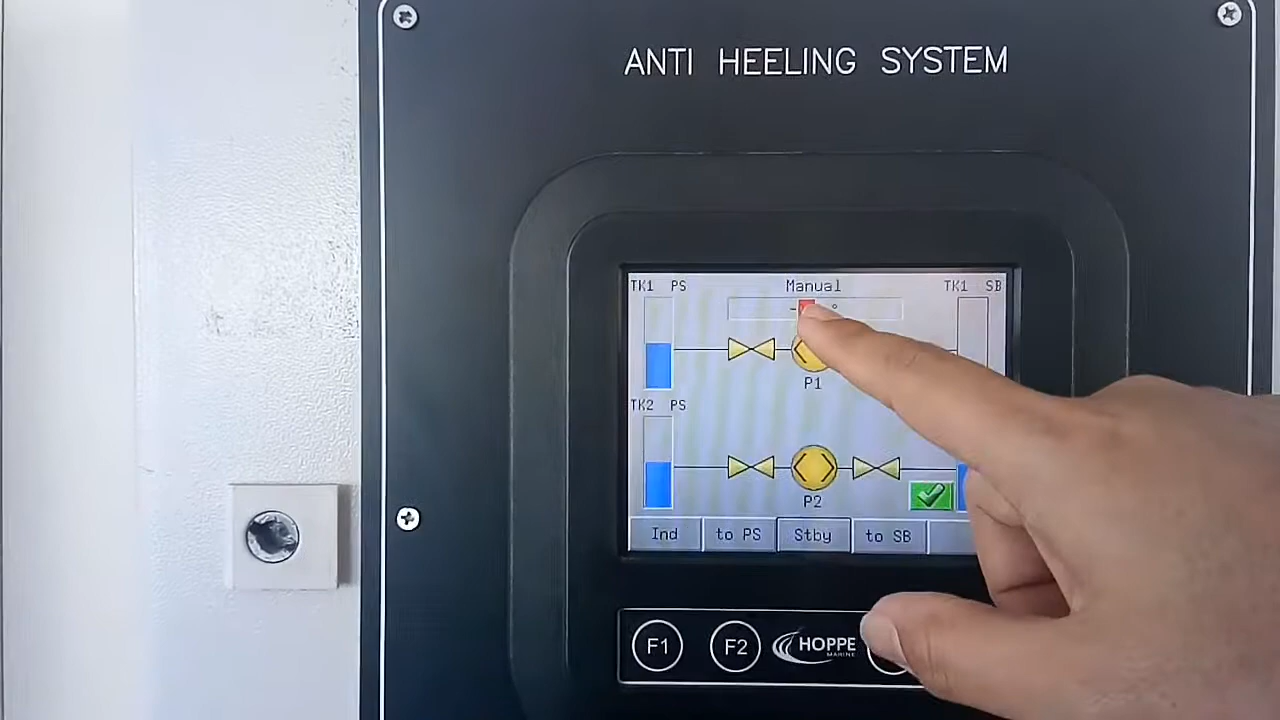 ANTI HEELING SYSTEM
TK1 PS
Manual
TK1 SB
P1
TK2 PS
P2
Ind
to PS
Stby
to SB
F1
F2
HOPPE
MARINE